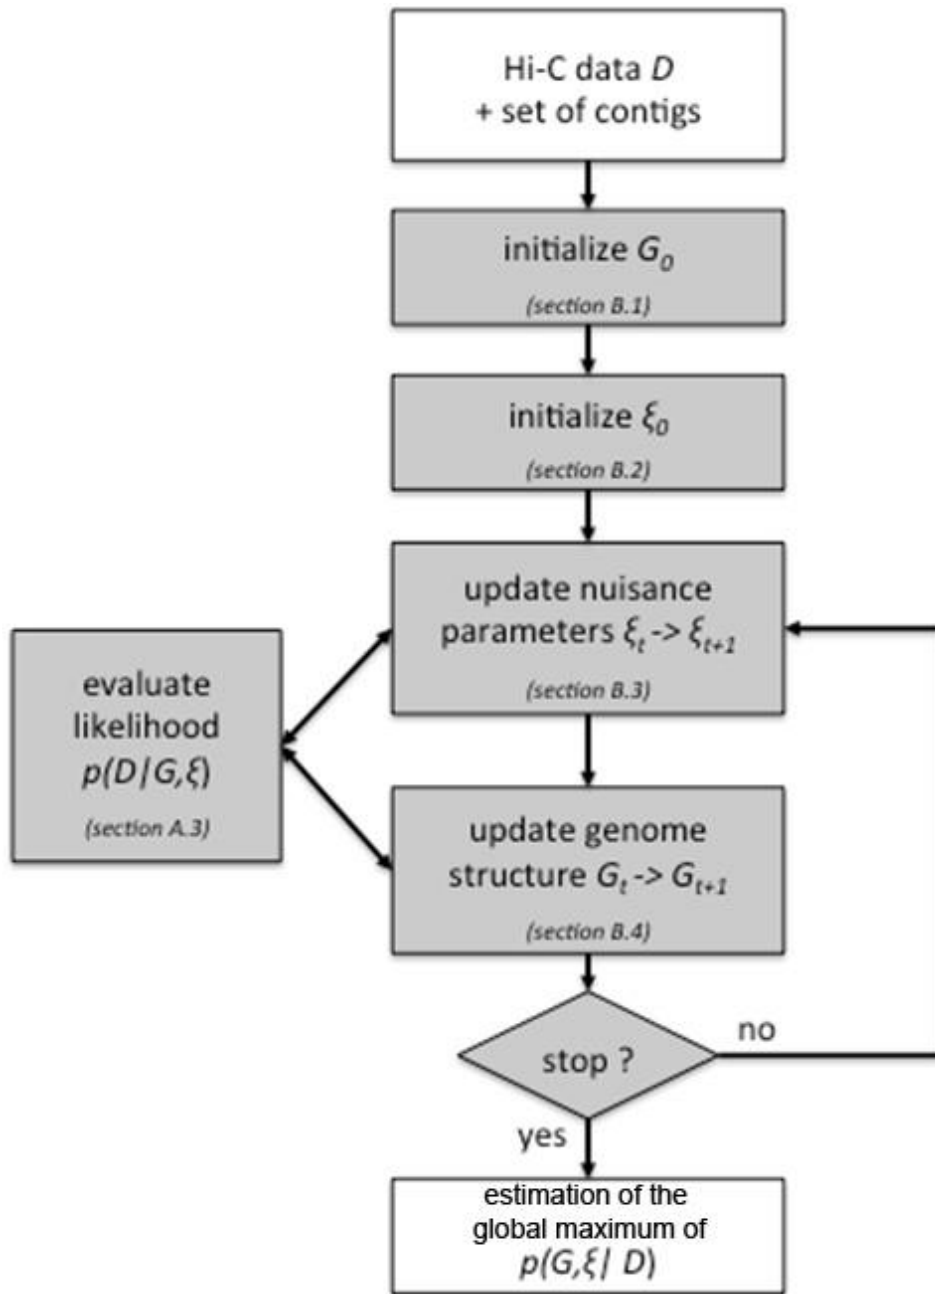 Hi-C data D
+ set of contigs
initialize G₀
(section B.1)
initialize ξ₀
(section B.2)
update nuisance
parameters ξₜ -> ξₜ₊₁
(section B.3)
evaluate
likelihood
p(D|G,ξ)
(section A.3)
update genome
structure Gₜ -> Gₜ₊₁
(section B.4)
stop ?
no
yes
estimation of the
global maximum of
p(G,ξ| D)